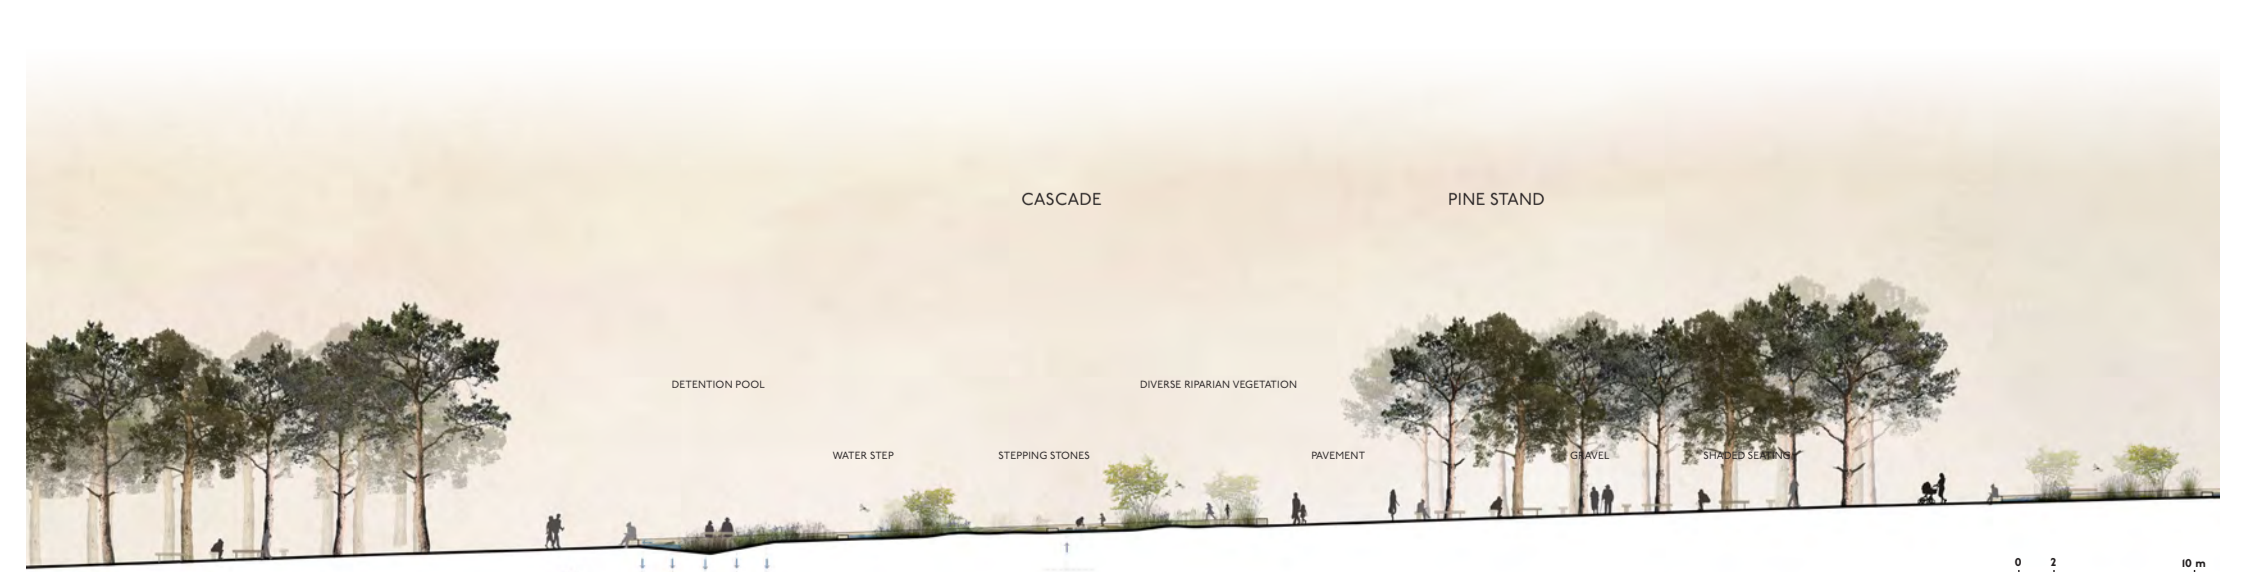 CASCADE
PINE STAND
DETENTION POOL
DIVERSE RIPARIAN VEGETATION
WATER STEP
STEPPING STONES
PAVEMENT
GRAVEL
SHADED SEATING
0 2 10 m